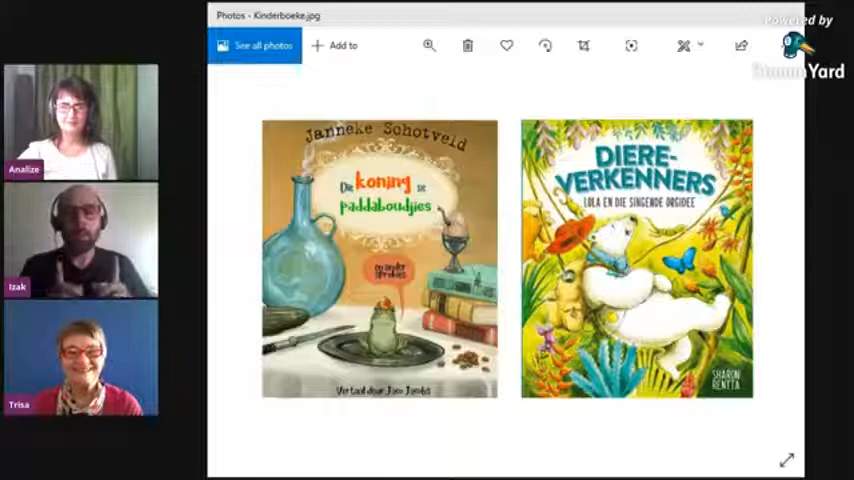 Photos - Kinderboeke.jpg
Powered by
StreamYard
See all photos
Add to
Janneke Schotveld
Die koning se
paddaboudjies
en ander
sprokies
Vertaal deur Jaco Jacobs
DIERE-
VERKENNERS
LOLA EN DIE SINGENDE ORGIDEE
SHARON
RENTTA
Analize
Izak
Trisa